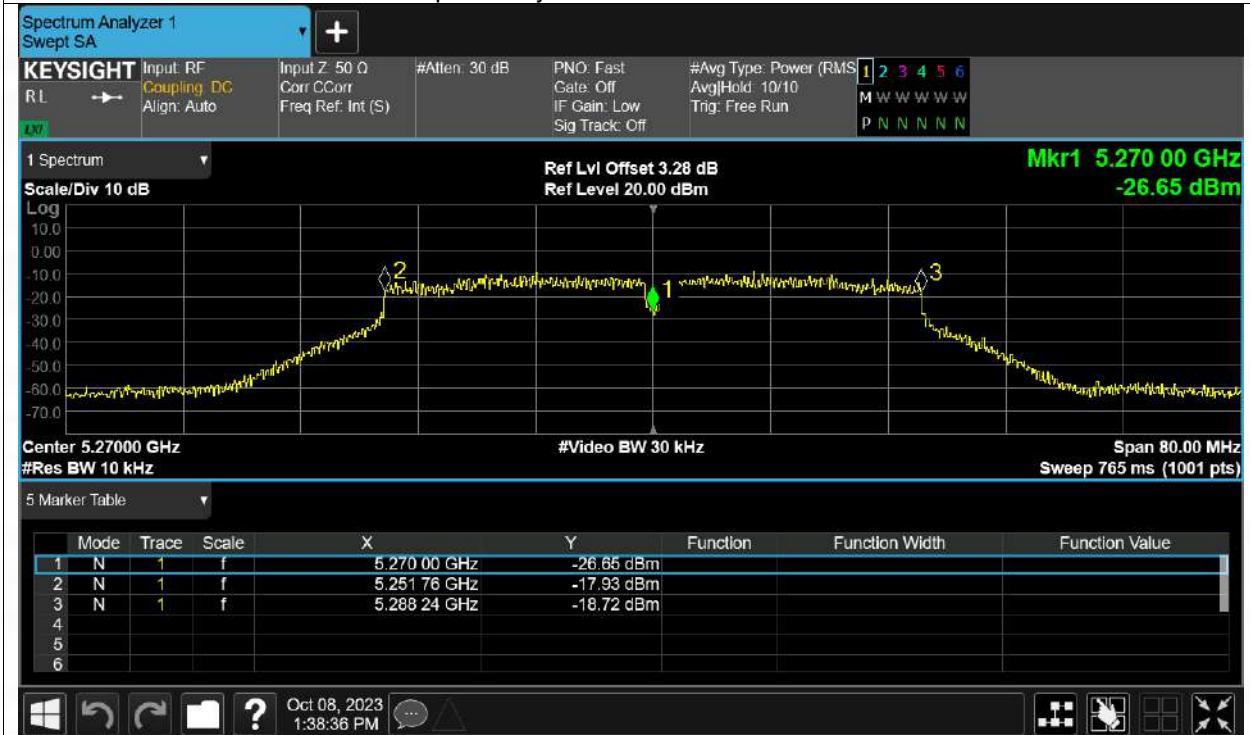 Spectrum Analyzer 1
Swept SA
+
KEYSIGHT Input: RF Input Z: 50 Ω #Atten: 30 dB PNO: Fast #Avg Type: Power (RMS 1 2 3 4 5 6
RL Coupling: DC Corr CCorr Gate: Off Avg|Hold: 10/10 M W W W W W
Align: Auto Freq Ref: Int (S) IF Gain: Low Trig: Free Run P N N N N N
LXI Sig Track: Off
1 Spectrum
Ref Lvl Offset 3.28 dB Mkr1 5.270 00 GHz
Scale/Div 10 dB Ref Level 20.00 dBm -26.65 dBm
Log
10.0
0.00
-10.0
-20.0
-30.0
-40.0
-50.0
-60.0
-70.0
2
1
3
Center 5.27000 GHz #Video BW 30 kHz Span 80.00 MHz
#Res BW 10 kHz Sweep 765 ms (1001 pts)
5 Marker Table
Mode Trace Scale X Y Function Function Width Function Value
1 N 1 f 5.270 00 GHz -26.65 dBm
2 N 1 f 5.251 76 GHz -17.93 dBm
3 N 1 f 5.288 24 GHz -18.72 dBm
4
5
6
? Oct 08, 2023
1:38:36 PM